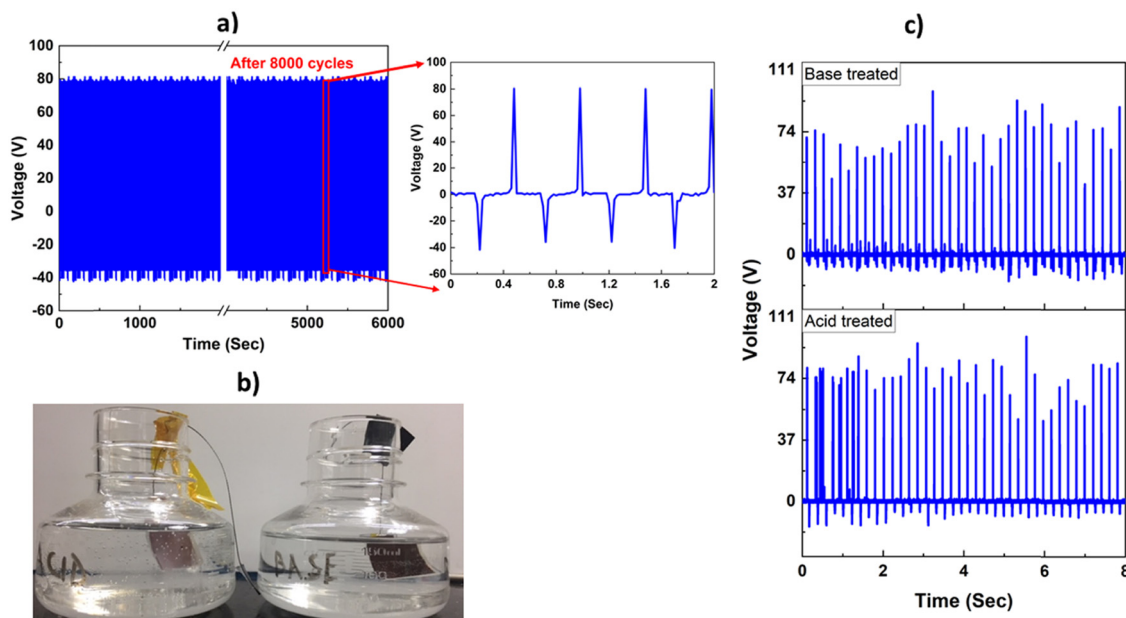 a)
100
80
60
40
20
0
-20
-40
-60
Voltage (V)
After 8000 cycles
0 1000 5000 6000
Time (Sec)
100
80
60
40
20
0
-20
-40
-60
Voltage (V)
0 0.4 0.8 1.2 1.6 2
Time (Sec)
b)
ACID
BASE
c)
Base treated
111
74
37
0
Acid treated
111
74
37
0
Voltage (V)
0 2 4 6 8
Time (Sec)